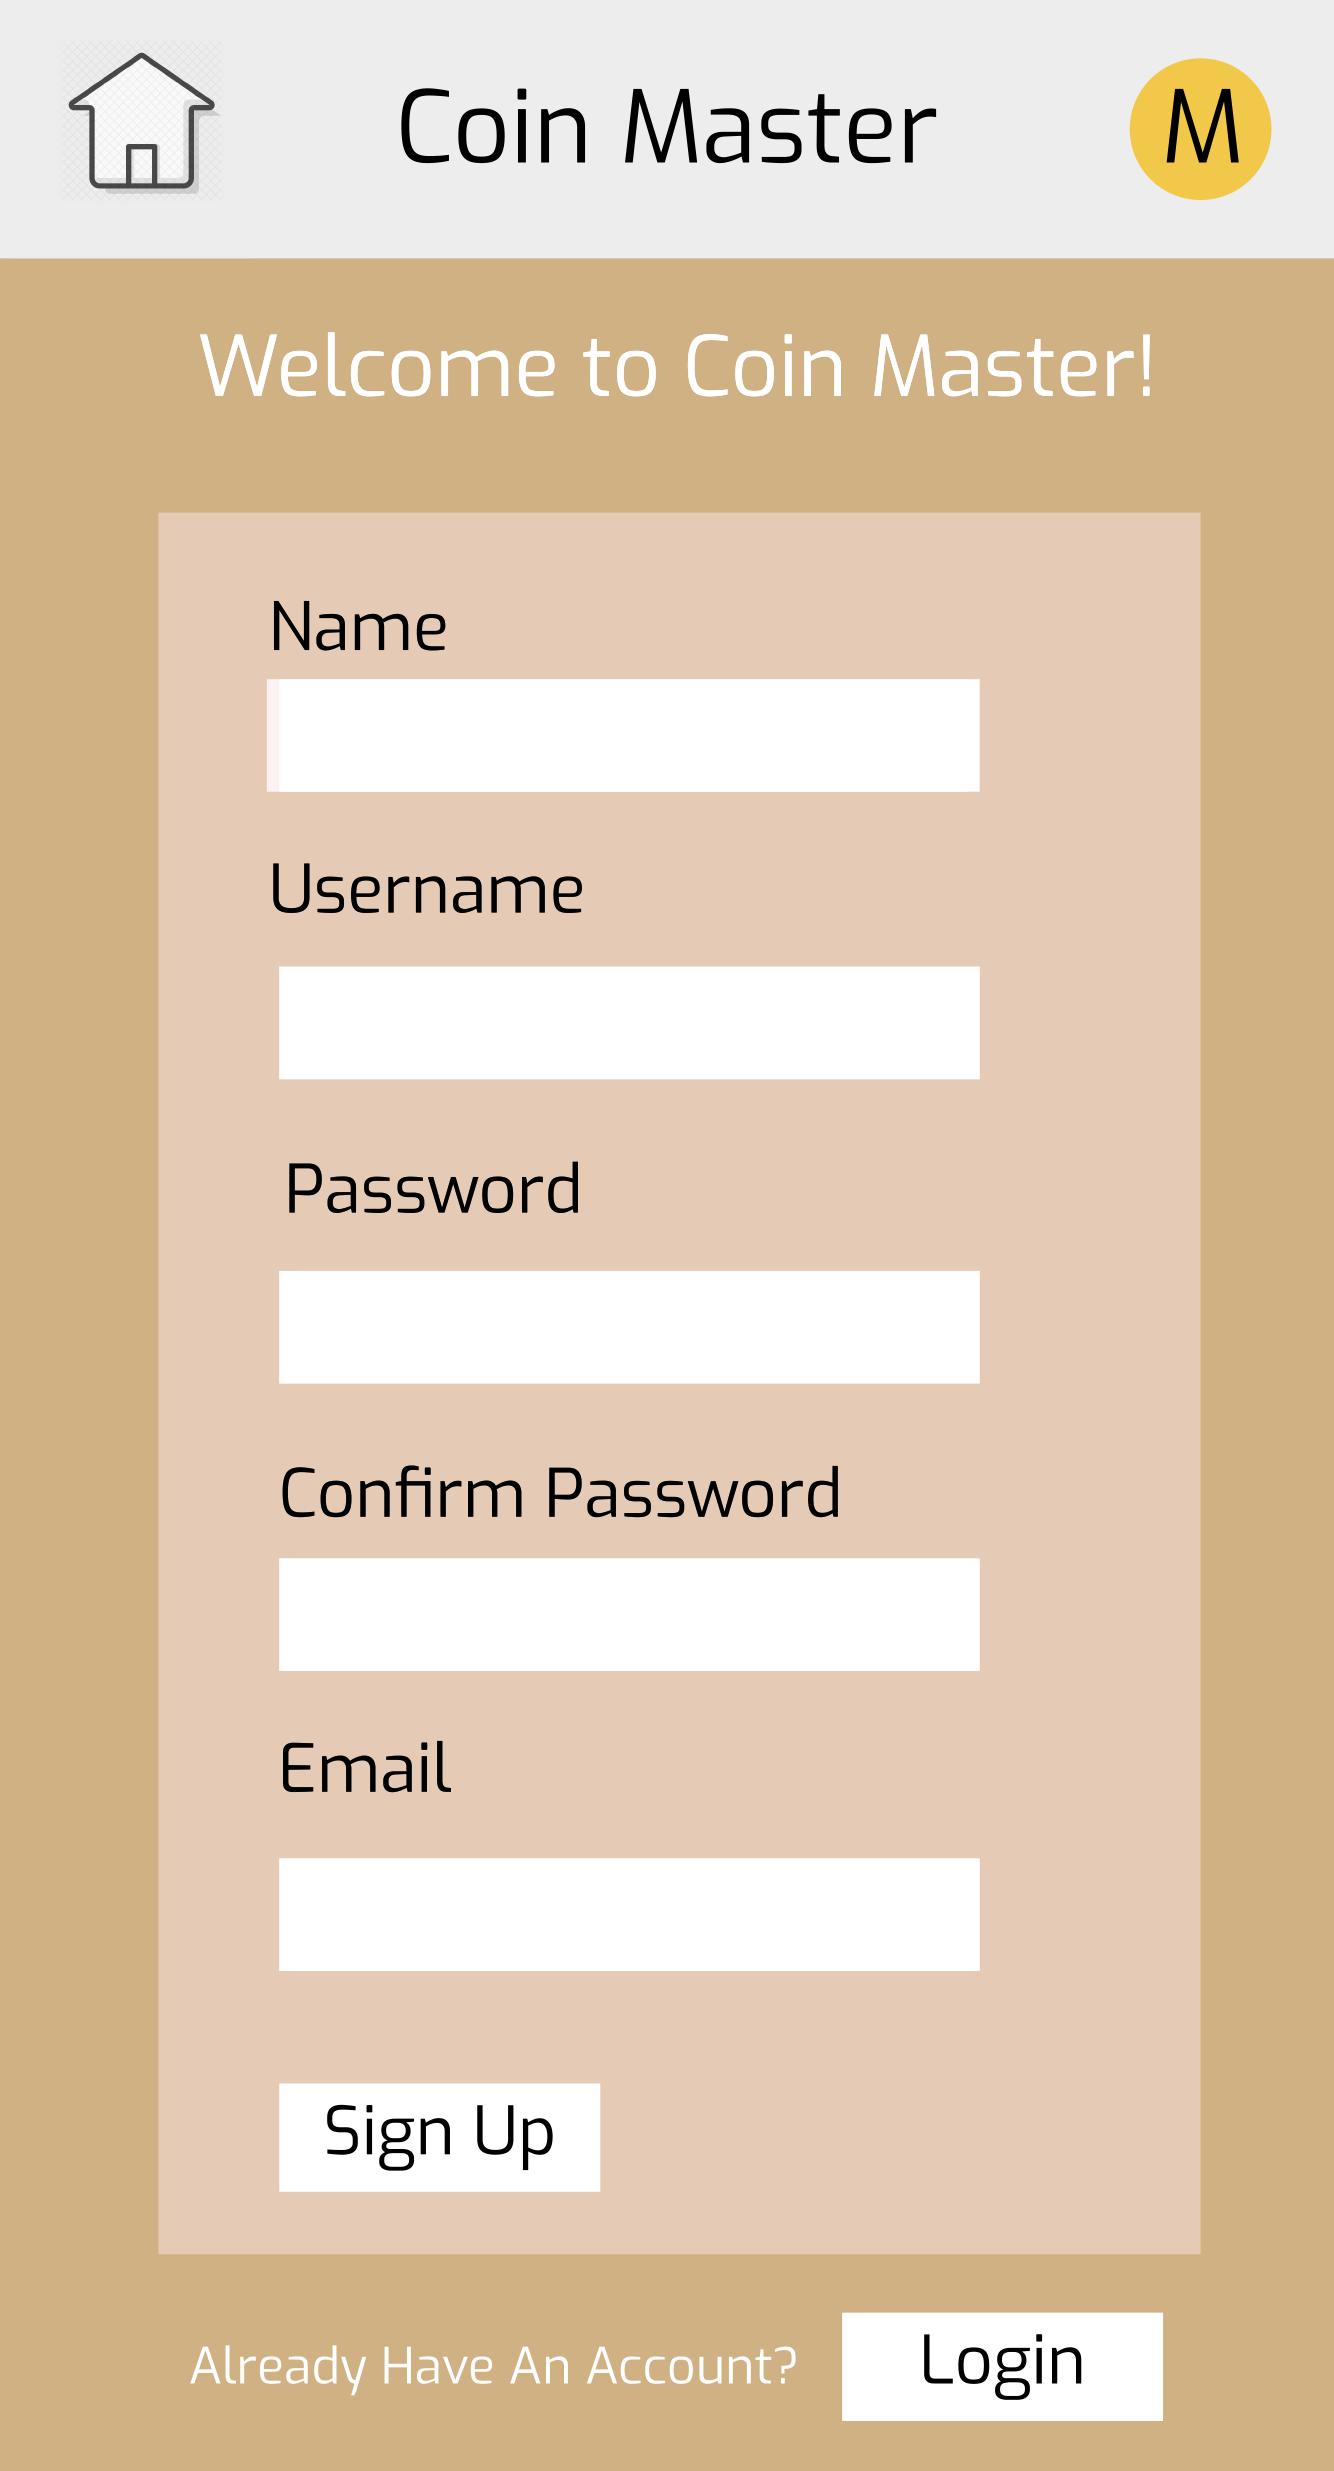 Coin Master
M
Welcome to Coin Master!
Name
Username
Password
Confirm Password
Email
Sign Up
Already Have An Account?
Login